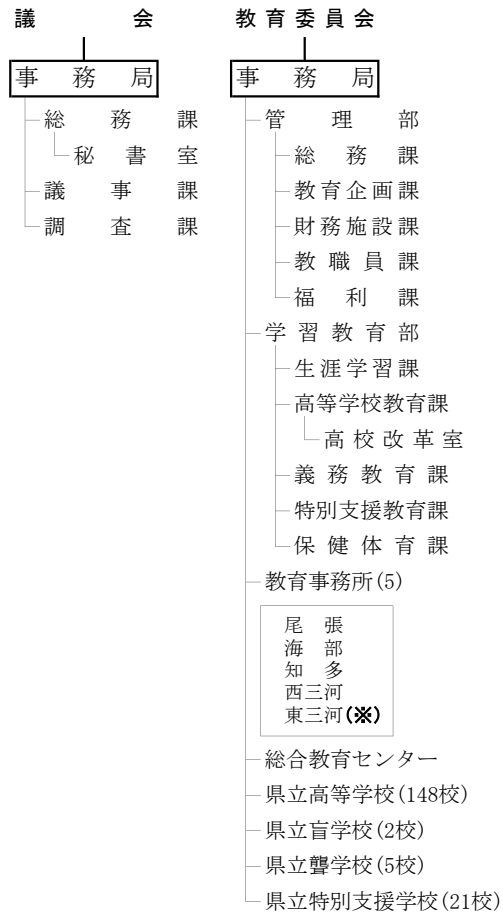 議会
事務局
総務課
秘書室
議事課
調査課
教育委員会
事務局
管理部
総務課
教育企画課
財務施設課
教職員課
福利課
学習教育部
生涯学習課
高等学校教育課
高校改革室
義務教育課
特別支援教育課
保健体育課
教育事務所(5)
尾張
海部
知多
西三河
東三河(※)
総合教育センター
県立高等学校(148校)
県立盲学校(2校)
県立聾学校(5校)
県立特別支援学校(21校)